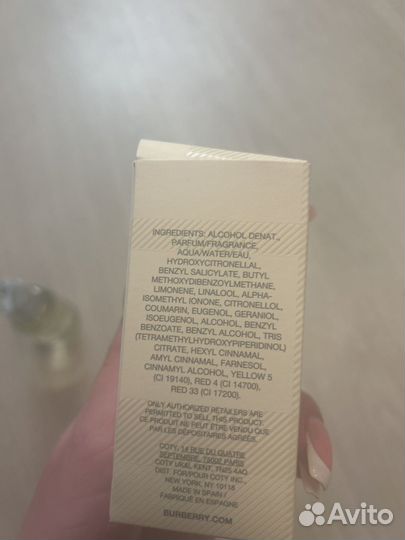 INGREDIENTS: ALCOHOL DENAT.,
PARFUM/FRAGRANCE,
AQUA/WATER/EAU,
HYDROXYCITRONELLAL,
BENZYL SALICYLATE, BUTYL
METHOXYDIBENZOYLMETHANE,
LIMONENE, LINALOOL, ALPHA-
ISOMETHYL IONONE, CITRONELLOL,
COUMARIN, EUGENOL, GERANIOL,
ISOEUGENOL, ALCOHOL, BENZYL
BENZOATE, BENZYL ALCOHOL, TRIS
(TETRAMETHYLHYDROXYPIPERIDINOL)
CITRATE, HEXYL CINNAMAL,
AMYL CINNAMAL, FARNESOL,
CINNAMYL ALCOHOL, YELLOW 5
(CI 19140), RED 4 (CI 14700),
RED 33 (CI 17200).
ONLY AUTHORIZED RETAILERS ARE
PERMITTED TO SELL THIS PRODUCT.
CE PRODUIT NE PEUT ÊTRE VENDU QUE
PAR LES DÉPOSITAIRES AGRÉÉS.
COTY, 14 RUE DU QUATRE
SEPTEMBRE, 75002 PARIS
COTY UK&I, KENT, TN25 4AQ
DIST. FOR/POUR COTY INC.,
NEW YORK, NY 10118
MADE IN SPAIN /
FABRIQUÉ EN ESPAGNE
BURBERRY.COM
Avito